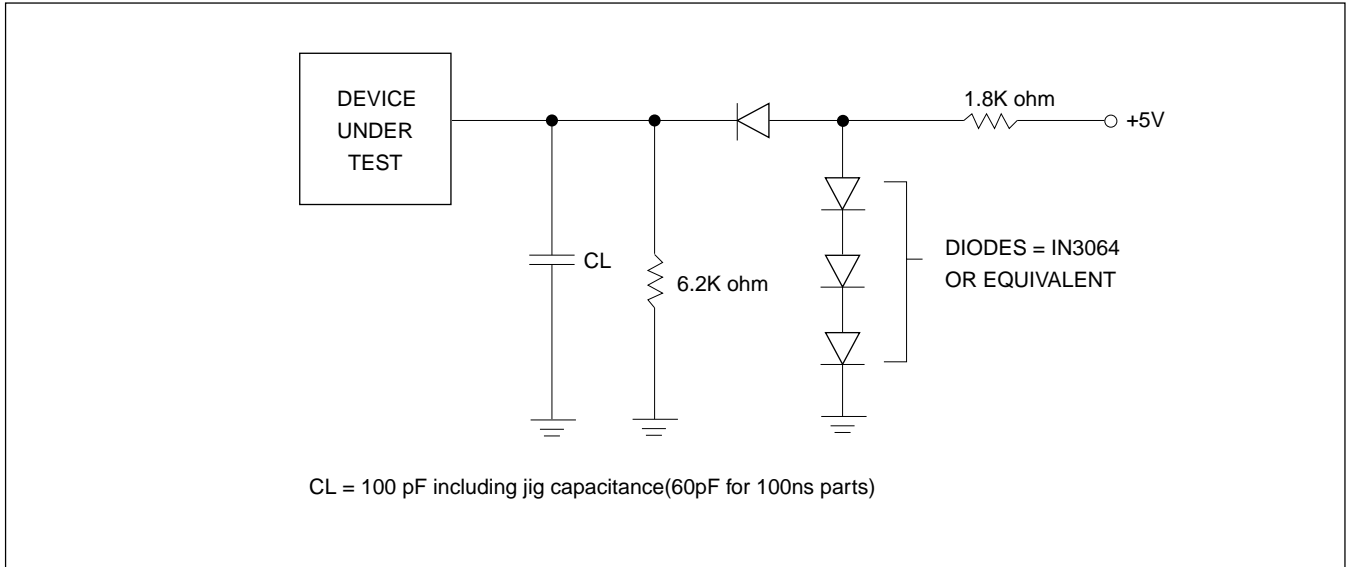 DEVICE
UNDER
TEST
1.8K ohm
+5V
CL
6.2K ohm
DIODES = IN3064
OR EQUIVALENT
CL = 100 pF including jig capacitance(60pF for 100ns parts)